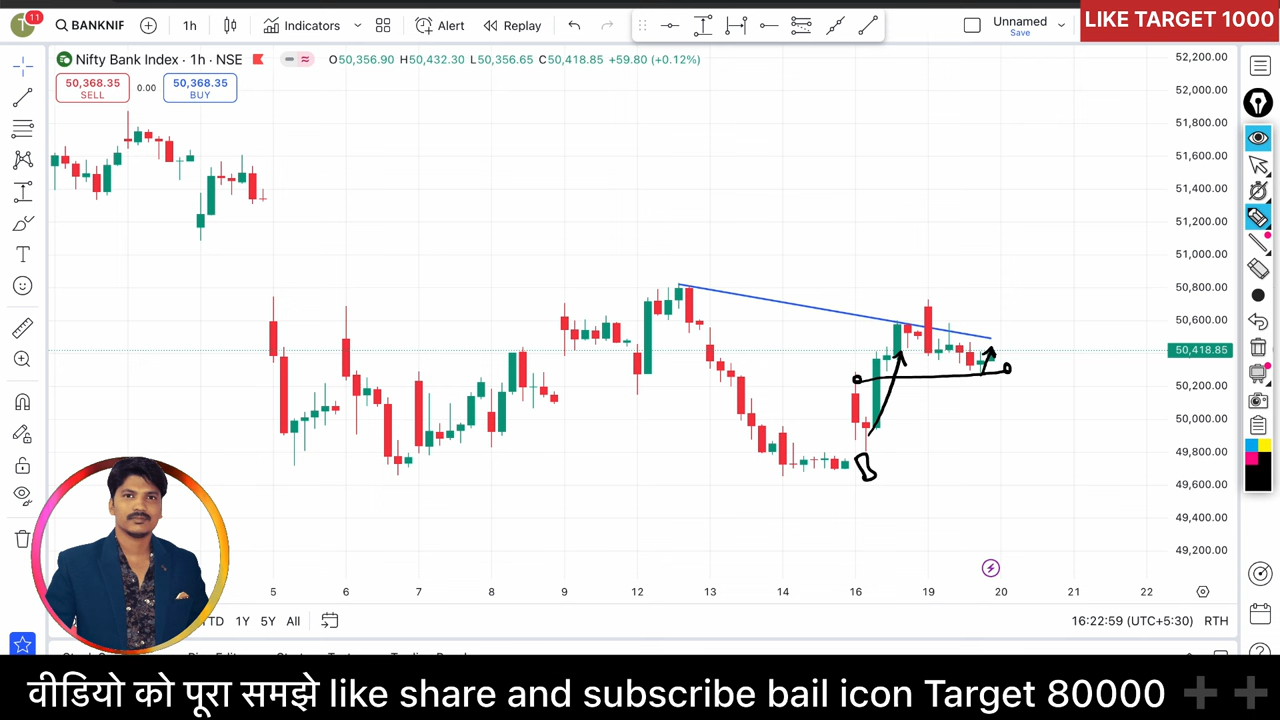 11
BANKNIF
1h
Indicators
Alert
Replay
Unnamed
Save
LIKE TARGET 1000
Nifty Bank Index · 1h · NSE
O50,356.90 H50,432.30 L50,356.65 C50,418.85 +59.80 (+0.12%)
50,368.35
SELL
0.00
50,368.35
BUY
52,200.00
52,000.00
51,800.00
51,600.00
51,400.00
51,200.00
51,000.00
50,800.00
50,600.00
50,418.85
50,200.00
50,000.00
49,800.00
49,600.00
49,400.00
49,200.00
5 6 7 8 9 12 13 14 16 19 20 21 22
TD 1Y 5Y All
16:22:59 (UTC+5:30) RTH
वीडियो को पूरा समझे like share and subscribe bail icon Target 80000